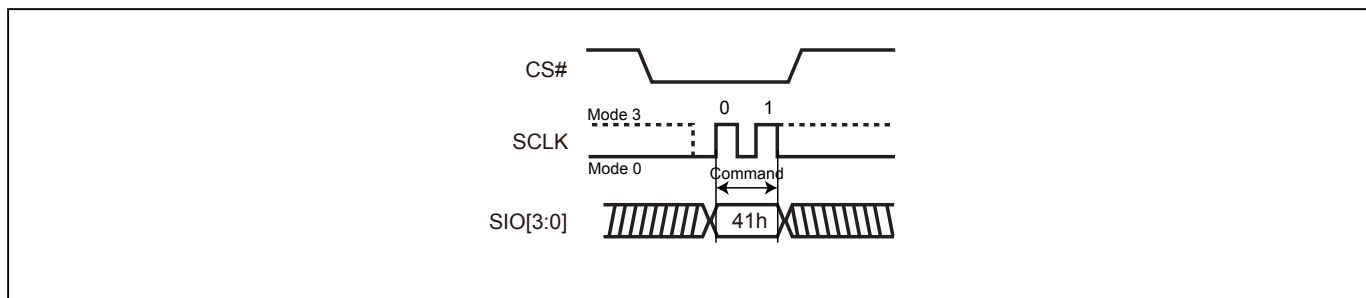 CS#
Mode 3
0 1
SCLK
Mode 0
Command
SIO[3:0]
41h